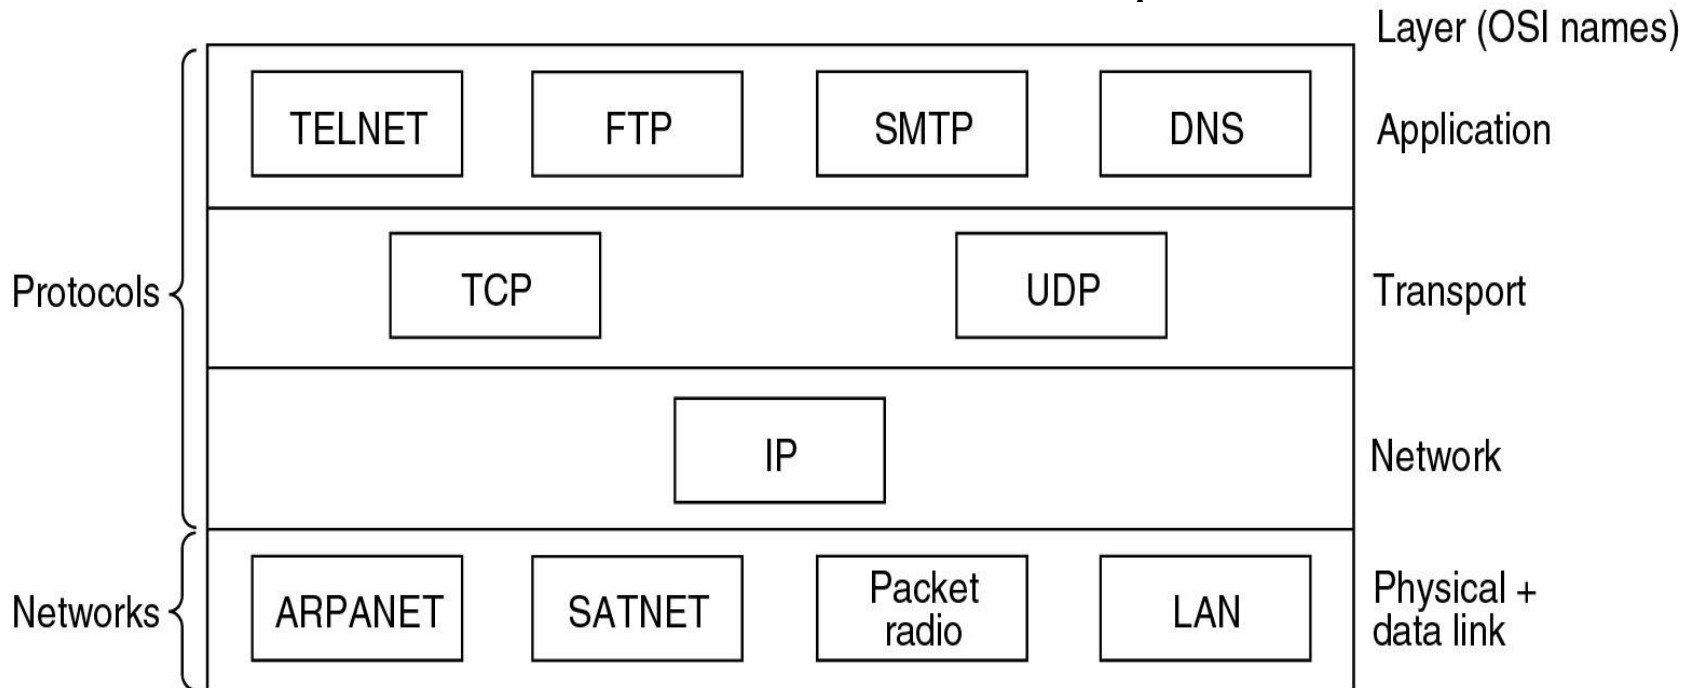 Layer (OSI names)
TELNET FTP SMTP DNS Application
Protocols TCP UDP Transport
IP Network
Networks ARPANET SATNET Packet radio LAN Physical + data link